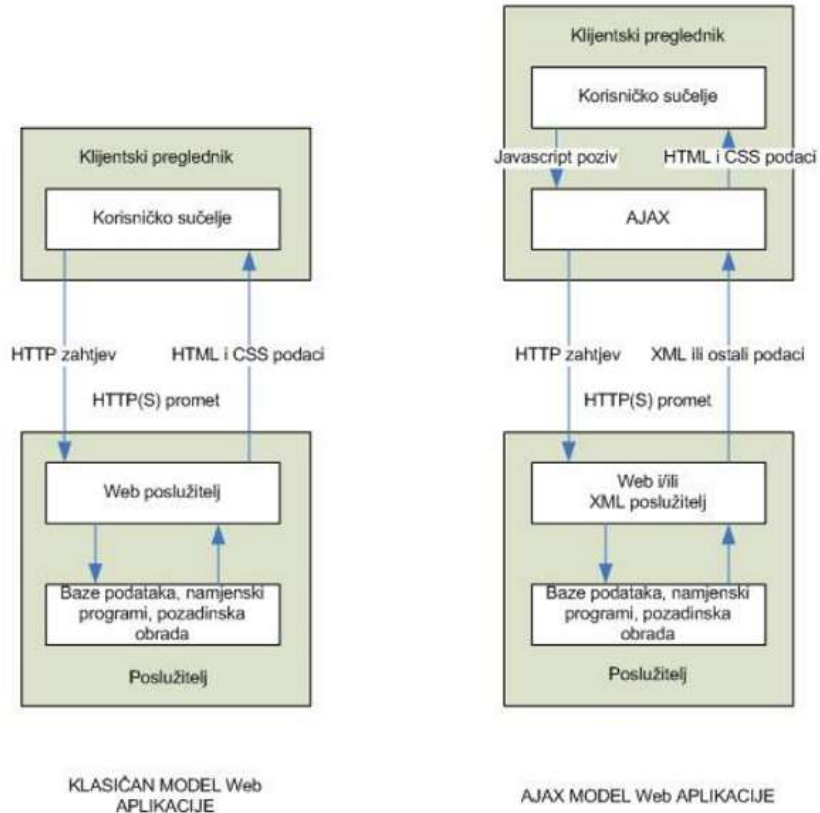 Klijentski preglednik
Korisničko sučelje
HTTP zahtjev
HTML i CSS podaci
HTTP(S) promet
Web poslužitelj
Baze podataka, namjenski
programi, pozadinska
obrada
Poslužitelj
KLASIČAN MODEL Web
APLIKACIJE
Klijentski preglednik
Korisničko sučelje
Javascript poziv
HTML i CSS podaci
AJAX
HTTP zahtjev
XML ili ostali podaci
HTTP(S) promet
Web i/ili
XML poslužitelj
Baze podataka, namjenski
programi, pozadinska
obrada
Poslužitelj
AJAX MODEL Web APLIKACIJE